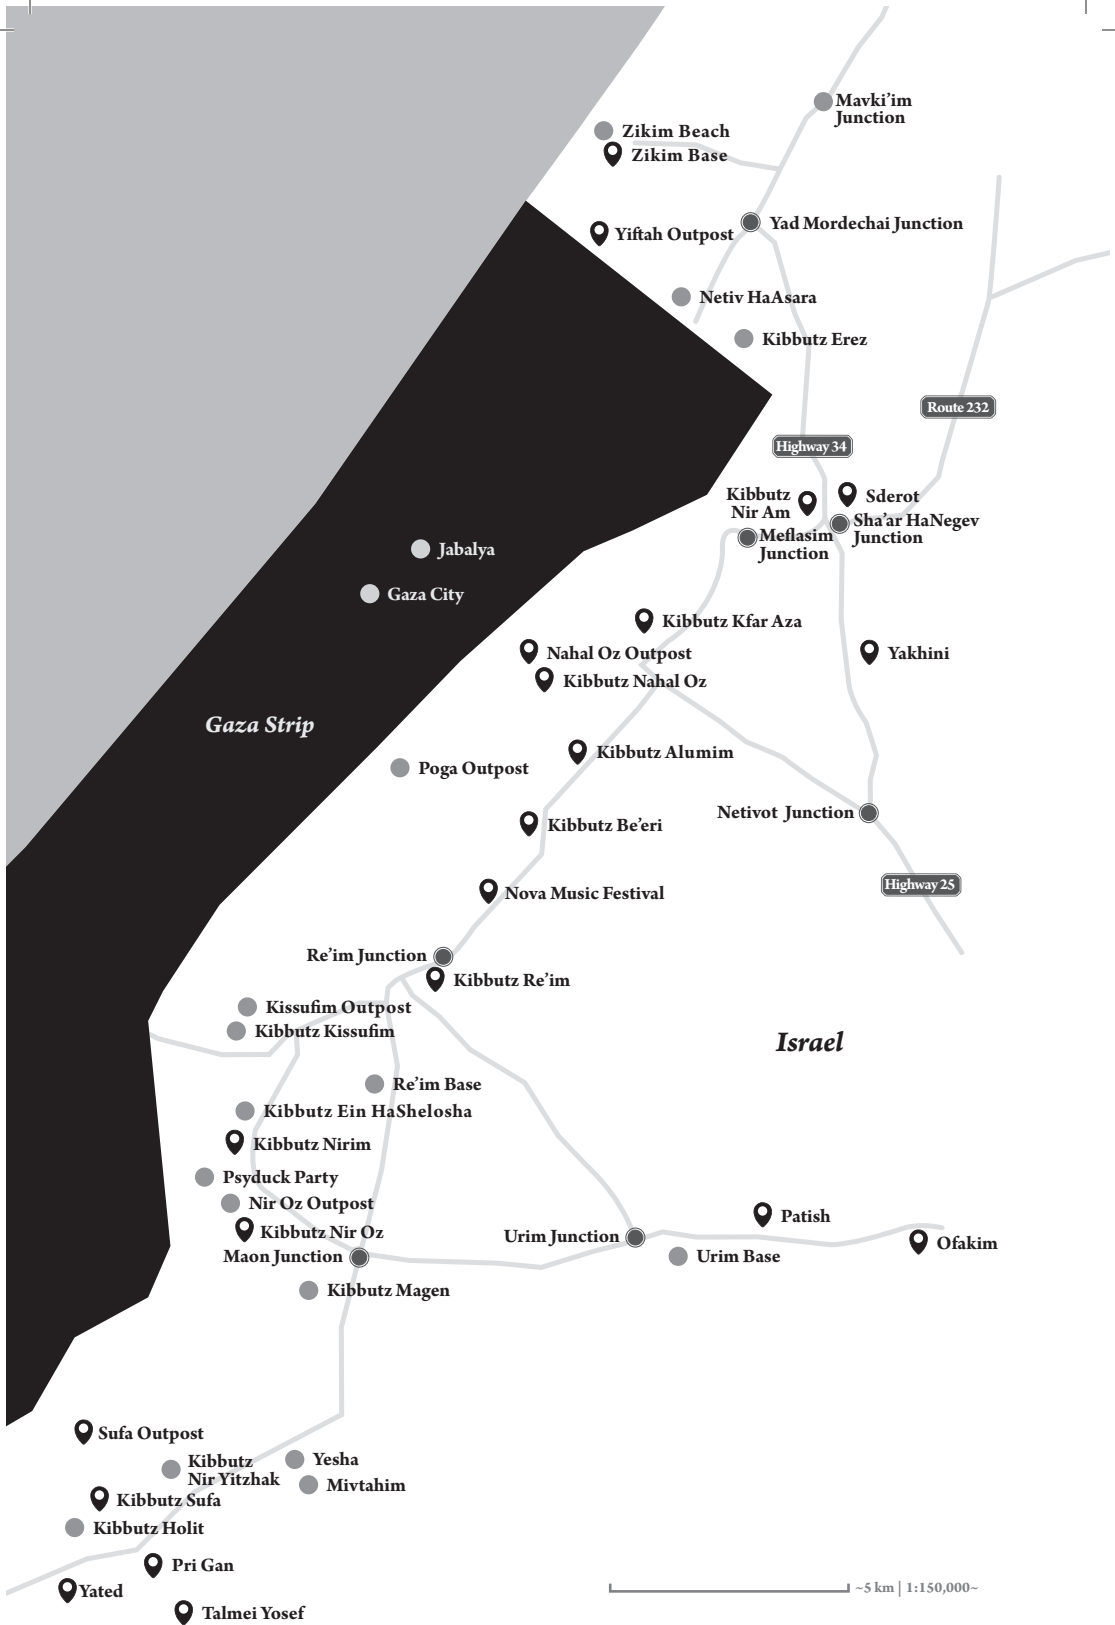 Mavki’im
Junction
Zikim Beach
Zikim Base
Yad Mordechai Junction
Yiftah Outpost
Netiv HaAsara
Kibbutz Erez
Route 232
Highway 34
Kibbutz
Nir Am
Sderot
Sha’ar HaNegev
Junction
Meflasim
Junction
Jabalya
Gaza City
Kibbutz Kfar Aza
Nahal Oz Outpost
Yakhini
Kibbutz Nahal Oz
Gaza Strip
Kibbutz Alumim
Poga Outpost
Netivot Junction
Kibbutz Be’eri
Highway 25
Nova Music Festival
Re’im Junction
Kibbutz Re’im
Kissufim Outpost
Kibbutz Kissufim
Israel
Re’im Base
Kibbutz Ein HaShelosha
Kibbutz Nirim
Psyduck Party
Nir Oz Outpost
Patish
Kibbutz Nir Oz
Urim Junction
Ofakim
Maon Junction
Urim Base
Kibbutz Magen
Sufa Outpost
Kibbutz
Nir Yitzhak
Yesha
Mivtahim
Kibbutz Sufa
Kibbutz Holit
Pri Gan
Yated
~5 km | 1:150,000~
Talmei Yosef